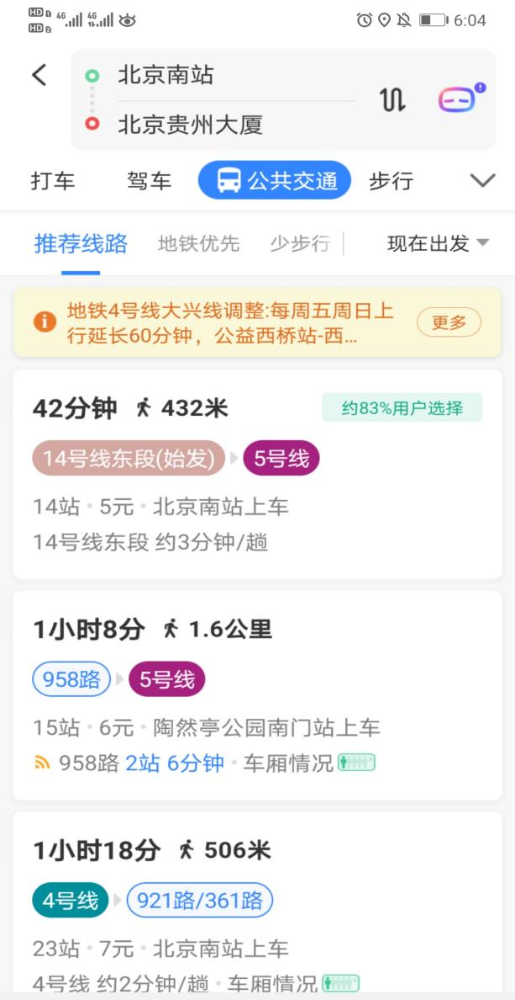 HD 1 4G 4G 6:04
HD 2
北京南站
北京贵州大厦
打车 驾车 公共交通 步行
推荐线路 地铁优先 少步行 现在出发
地铁4号线大兴线调整:每周五周日上
行延长60分钟，公益西桥站-西... 更多
42分钟 432米 约83%用户选择
14号线东段(始发) 5号线
14站·5元·北京南站上车
14号线东段 约3分钟/趟
1小时8分 1.6公里
958路 5号线
15站·6元·陶然亭公园南门站上车
958路 2站 6分钟·车厢情况
1小时18分 506米
4号线 921路/361路
23站·7元·北京南站上车
4号线 约2分钟/趟·车厢情况